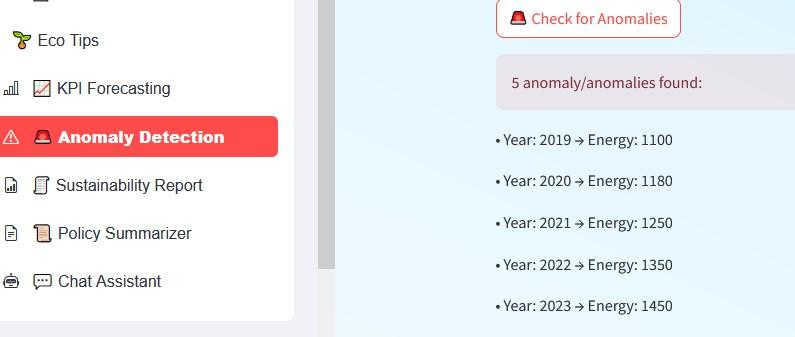 Eco Tips
KPI Forecasting
Anomaly Detection
Sustainability Report
Policy Summarizer
Chat Assistant
Check for Anomalies
5 anomaly/anomalies found:
• Year: 2019 → Energy: 1100
• Year: 2020 → Energy: 1180
• Year: 2021 → Energy: 1250
• Year: 2022 → Energy: 1350
• Year: 2023 → Energy: 1450